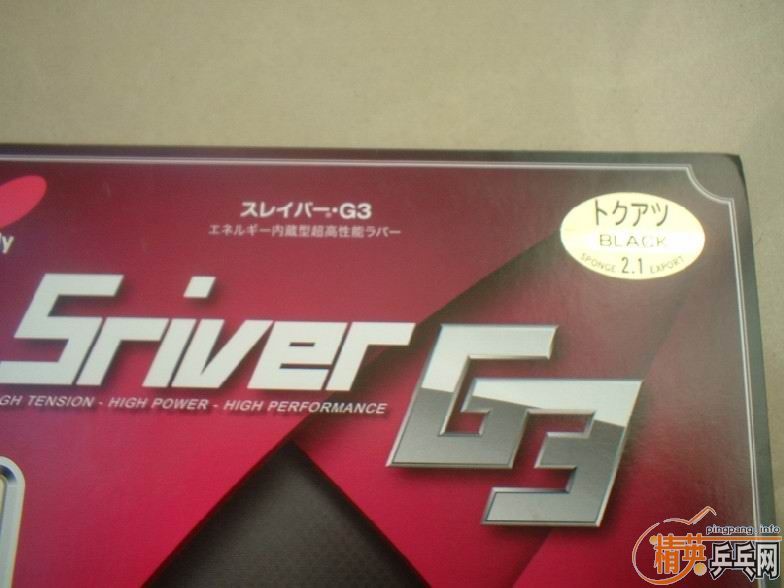 ly
スレイバー®・G3
エネルギー内蔵型超高性能ラバー
トクアツ
BLACK
SPONGE 2.1 EXPORT
Sriver G3
GH TENSION - HIGH POWER - HIGH PERFORMANCE
pingpang.info
精英乒乓网